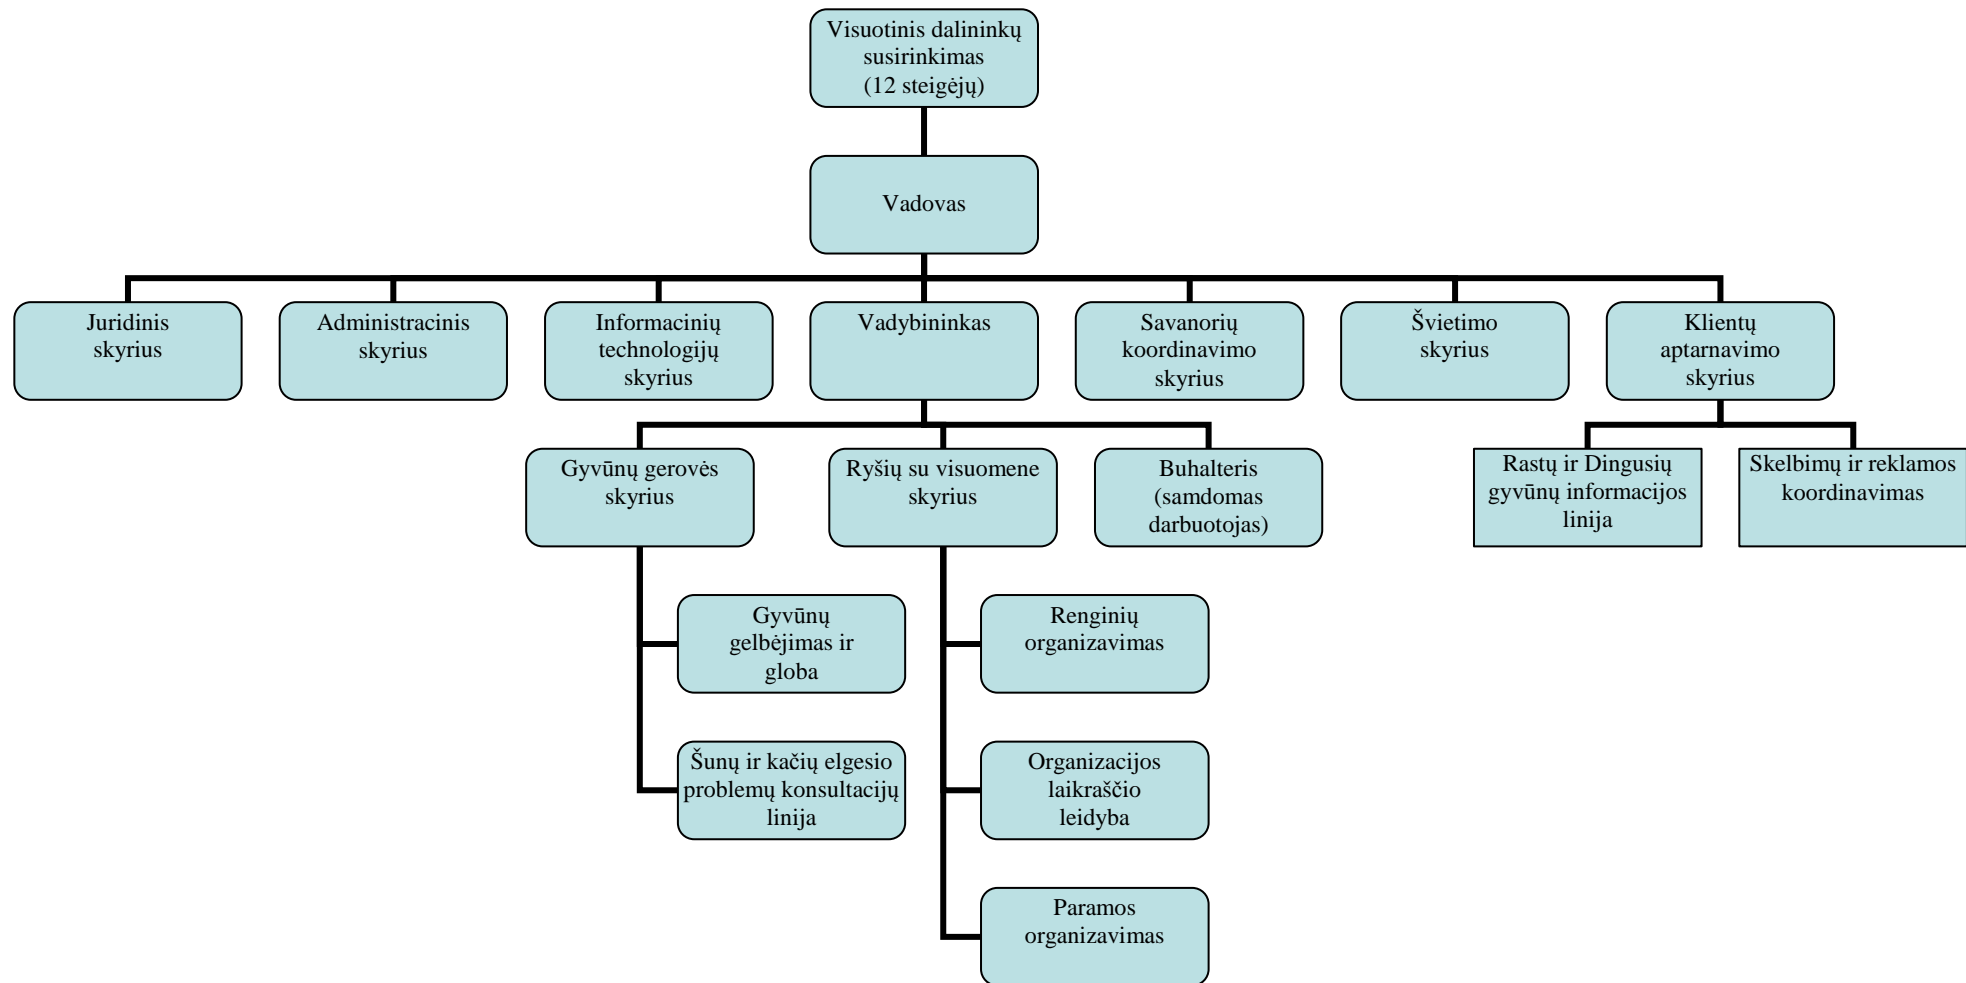 Visuotinis dalininkų
susirinkimas
(12 steigėjų)
Vadovas
Juridinis
skyrius
Administracinis
skyrius
Informacinių
technologijų
skyrius
Vadybininkas
Savanorių
koordinavimo
skyrius
Švietimo
skyrius
Klientų
aptarnavimo
skyrius
Gyvūnų gerovės
skyrius
Ryšių su visuomene
skyrius
Buhalteris
(samdomas
darbuotojas)
Rastų ir Dingusių
gyvūnų informacijos
linija
Skelbimų ir reklamos
koordinavimas
Gyvūnų
gelbėjimas ir
globa
Renginių
organizavimas
Šunų ir kačių elgesio
problemų konsultacijų
linija
Organizacijos
laikraščio
leidyba
Paramos
organizavimas